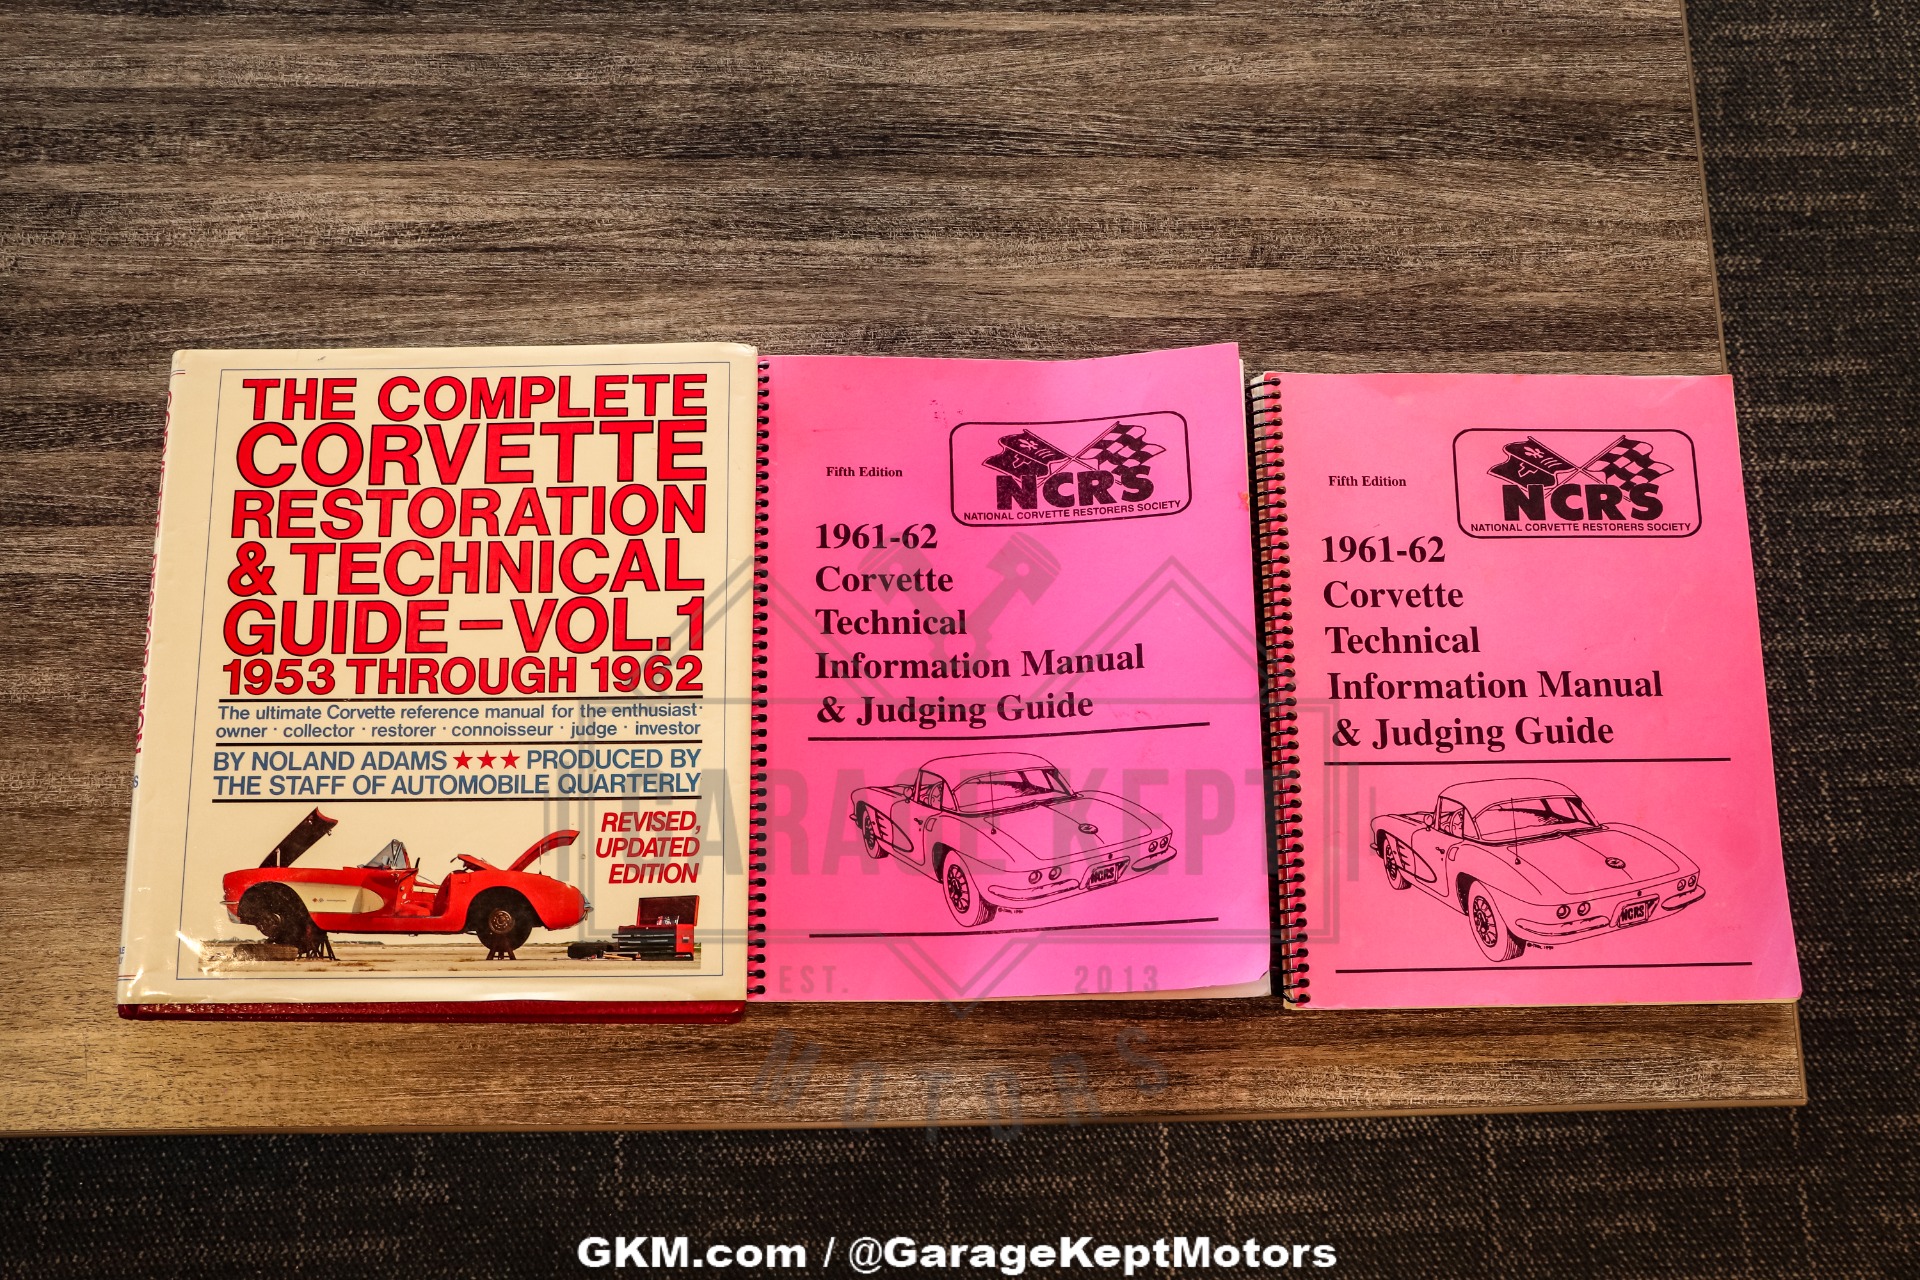 THE COMPLETE
CORVETTE
RESTORATION
& TECHNICAL
GUIDE—VOL. 1
1953 THROUGH 1962
The ultimate Corvette reference manual for the enthusiast ·
owner · collector · restorer · connoisseur · judge · investor
BY NOLAND ADAMS ★★★ PRODUCED BY
THE STAFF OF AUTOMOBILE QUARTERLY
REVISED,
UPDATED
EDITION
Fifth Edition
NCRS
NATIONAL CORVETTE RESTORERS SOCIETY
1961-62
Corvette
Technical
Information Manual
& Judging Guide
NCRS
Fifth Edition
NCRS
NATIONAL CORVETTE RESTORERS SOCIETY
1961-62
Corvette
Technical
Information Manual
& Judging Guide
NCRS
GARAGE KEPT
EST. 2013
MOTORS
GKM.com / @GarageKeptMotors